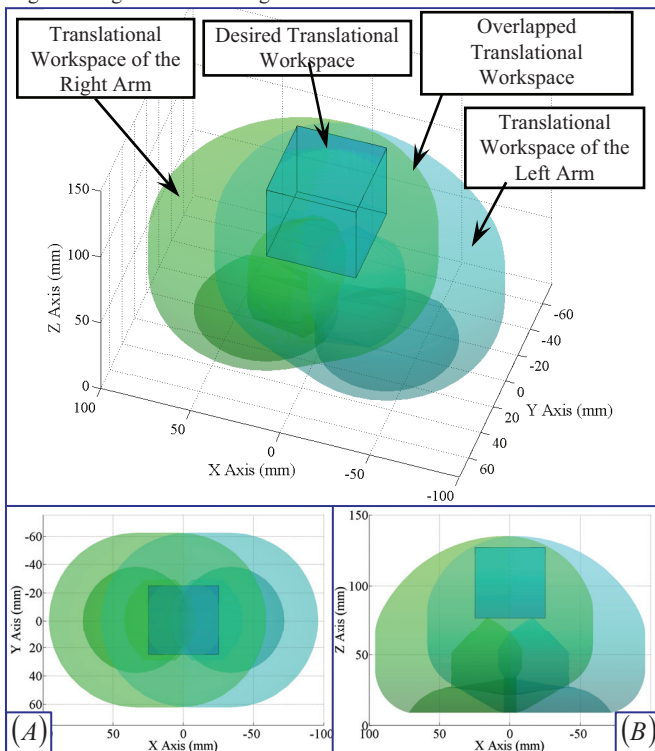 Translational
Workspace of the
Right Arm
Desired Translational
Workspace
Overlapped
Translational
Workspace
Translational
Workspace of the
Left Arm
150
100
50
0
Z Axis (mm)
100
50
0
-50
-100
X Axis (mm)
-60
-40
-20
0
20
40
60
Y Axis (mm)
-60
-40
-20
0
20
40
60
Y Axis (mm)
100
50
0
-50
-100
X Axis (mm)
(A)
150
100
50
0
Z Axis (mm)
100
50
0
-50
X Axis (mm)
(B)